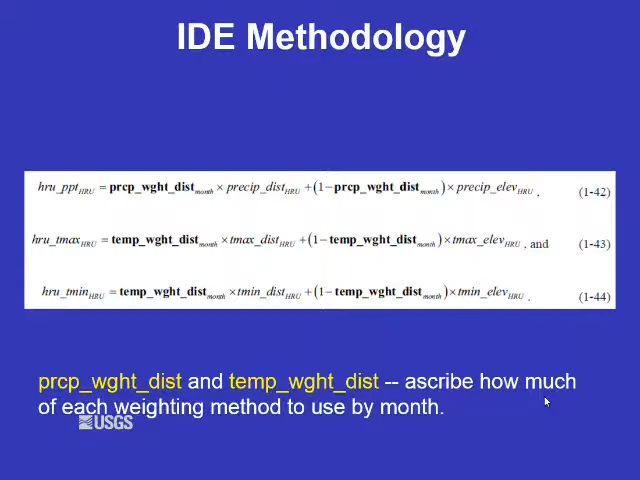 IDE Methodology
hru_ppt_HRU = prcp_wght_dist_month × precip_dist_HRU + (1− prcp_wght_dist_month) × precip_elev_HRU , (1-42)
hru_tmax_HRU = temp_wght_dist_month × tmax_dist_HRU + (1− temp_wght_dist_month) × tmax_elev_HRU , and (1-43)
hru_tmin_HRU = temp_wght_dist_month × tmin_dist_HRU + (1− temp_wght_dist_month) × tmin_elev_HRU . (1-44)
prcp_wght_dist and temp_wght_dist -- ascribe how much
of each weighting method to use by month.
USGS